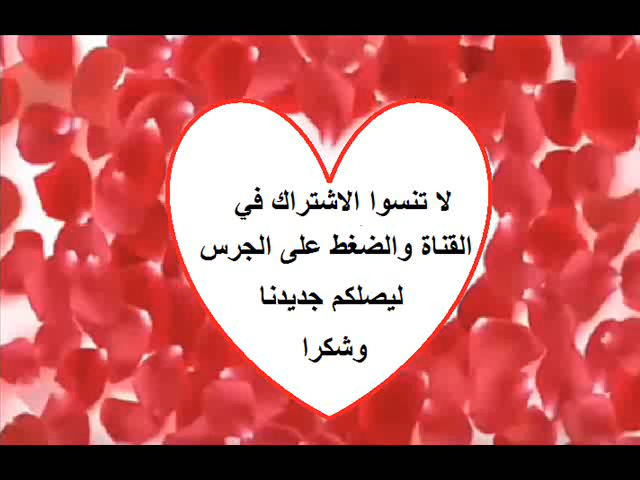 لا تنسوا الاشتراك في
القناة والضغط على الجرس
ليصلكم جديدنا
وشكرا